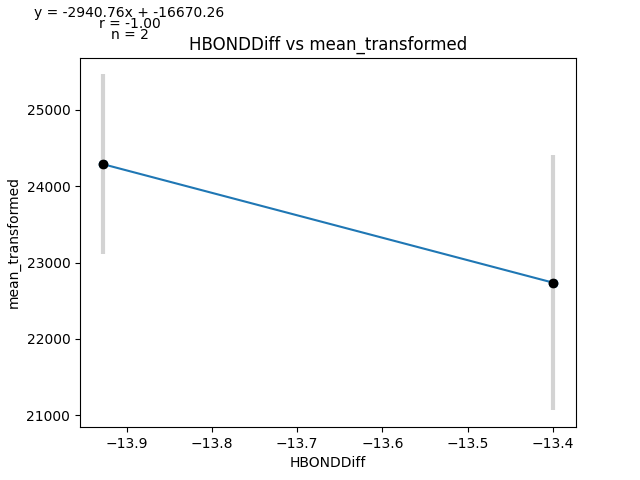 y = -2940.76x + -16670.26
r = -1.00
n = 2
HBONDDiff vs mean_transformed
25000
24000
23000
22000
21000
mean_transformed
−13.9 −13.8 −13.7 −13.6 −13.5 −13.4
HBONDDiff